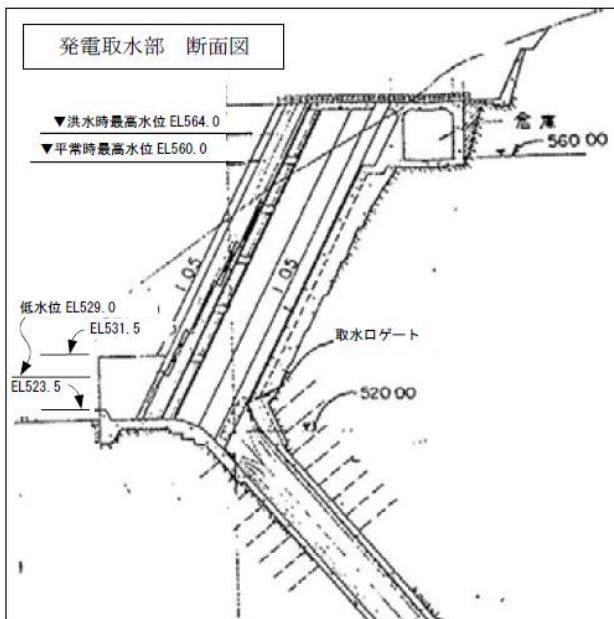 発電取水部 断面図
▼洪水時最高水位 EL564.0
▼平常時最高水位 EL560.0
倉庫
560.00
1:0.5
1:0.5
低水位 EL529.0
EL531.5
EL523.5
取水口ゲート
520.00